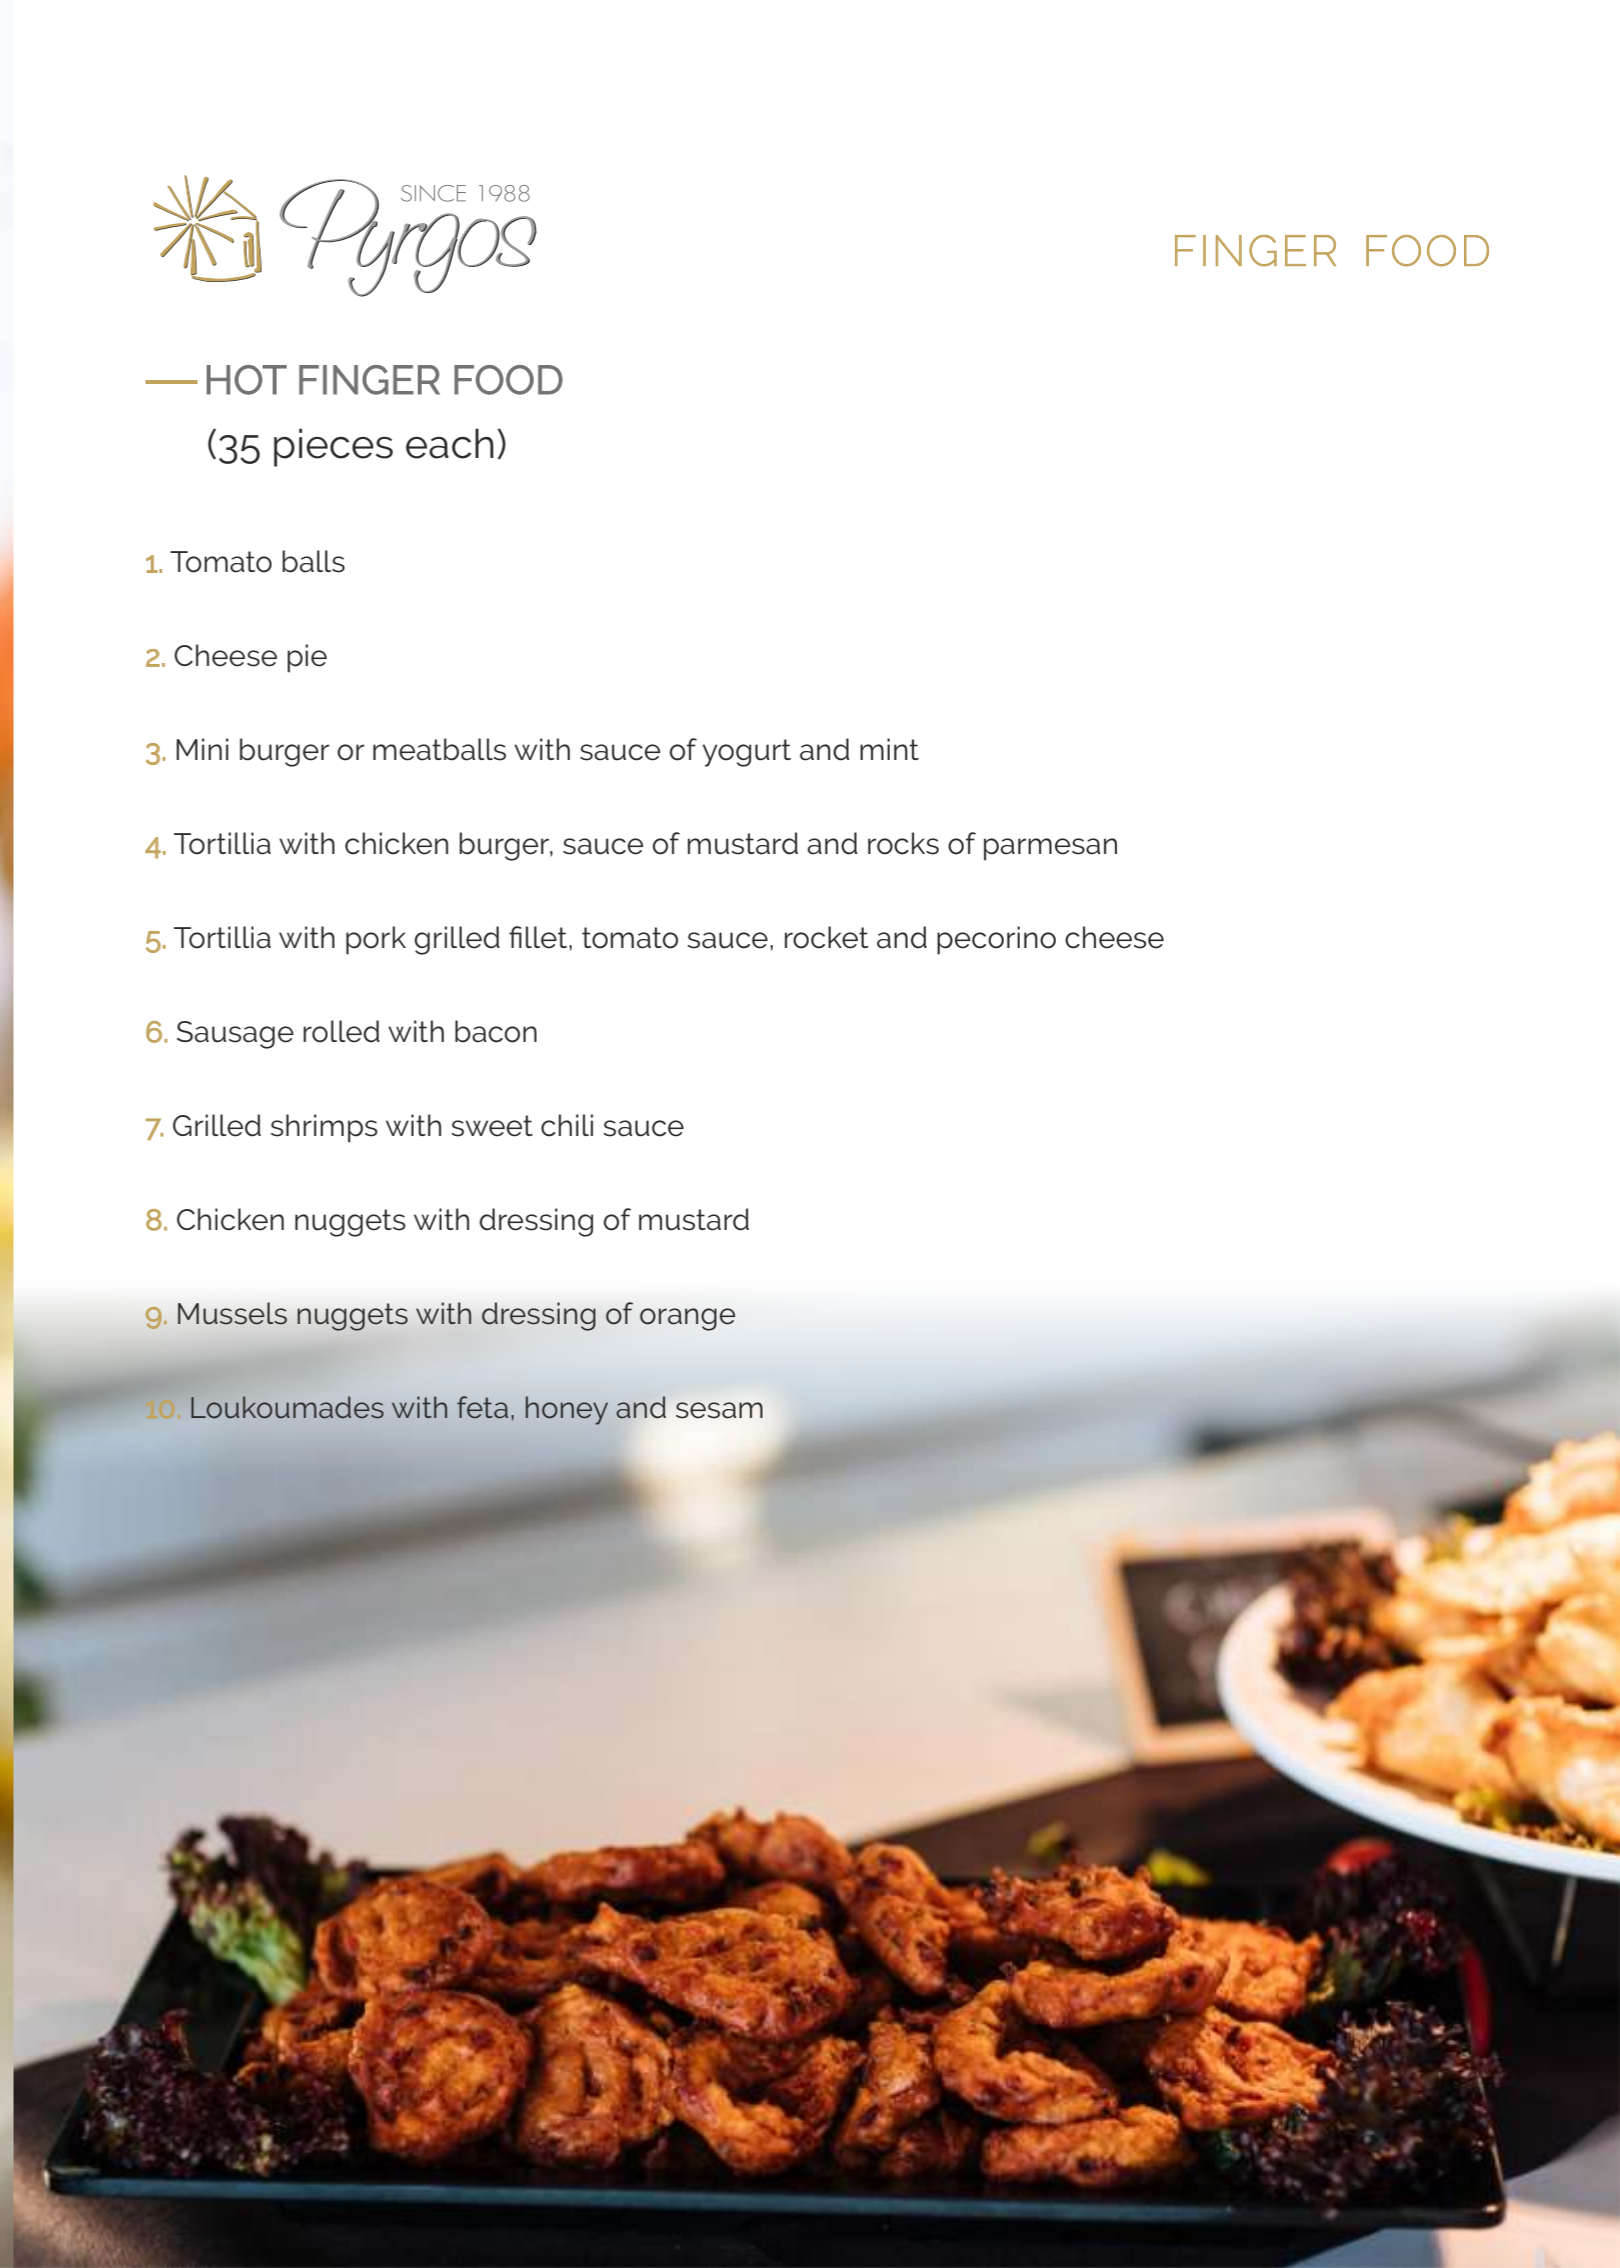 SINCE 1988
Pyrgos
FINGER FOOD
HOT FINGER FOOD
(35 pieces each)
1. Tomato balls
2. Cheese pie
3. Mini burger or meatballs with sauce of yogurt and mint
4. Tortillia with chicken burger, sauce of mustard and rocks of parmesan
5. Tortillia with pork grilled fillet, tomato sauce, rocket and pecorino cheese
6. Sausage rolled with bacon
7. Grilled shrimps with sweet chili sauce
8. Chicken nuggets with dressing of mustard
9. Mussels nuggets with dressing of orange
10. Loukoumades with feta, honey and sesam